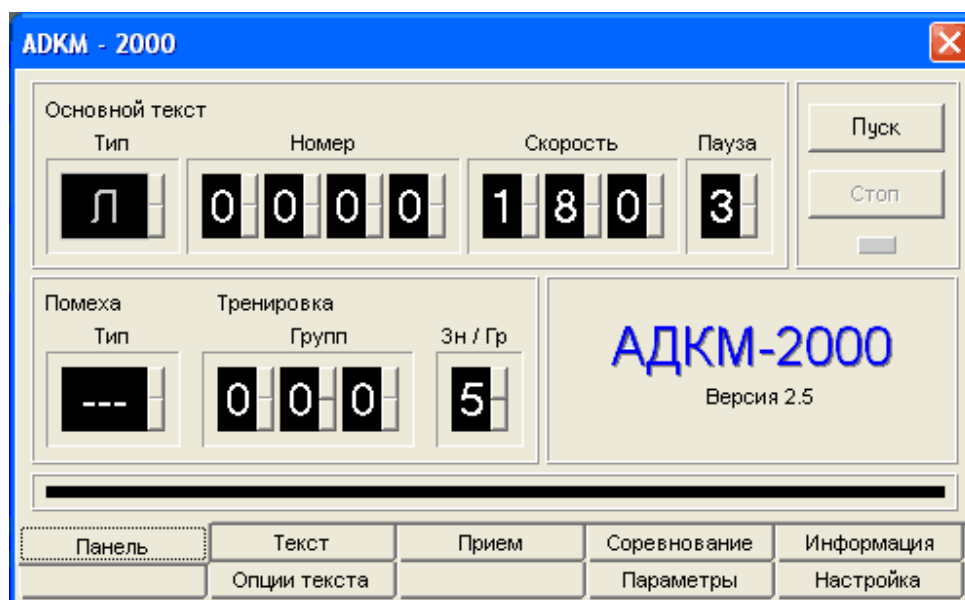 ADKM - 2000
Основной текст
Тип Номер Скорость Пауза
Л 0 0 0 0 1 8 0 3
Пуск
Стоп
Помеха Тренировка
Тип Групп Зн / Гр
--- 0 0 0 5
АДКМ-2000
Версия 2.5
Панель Текст Прием Соревнование Информация
Опции текста Параметры Настройка